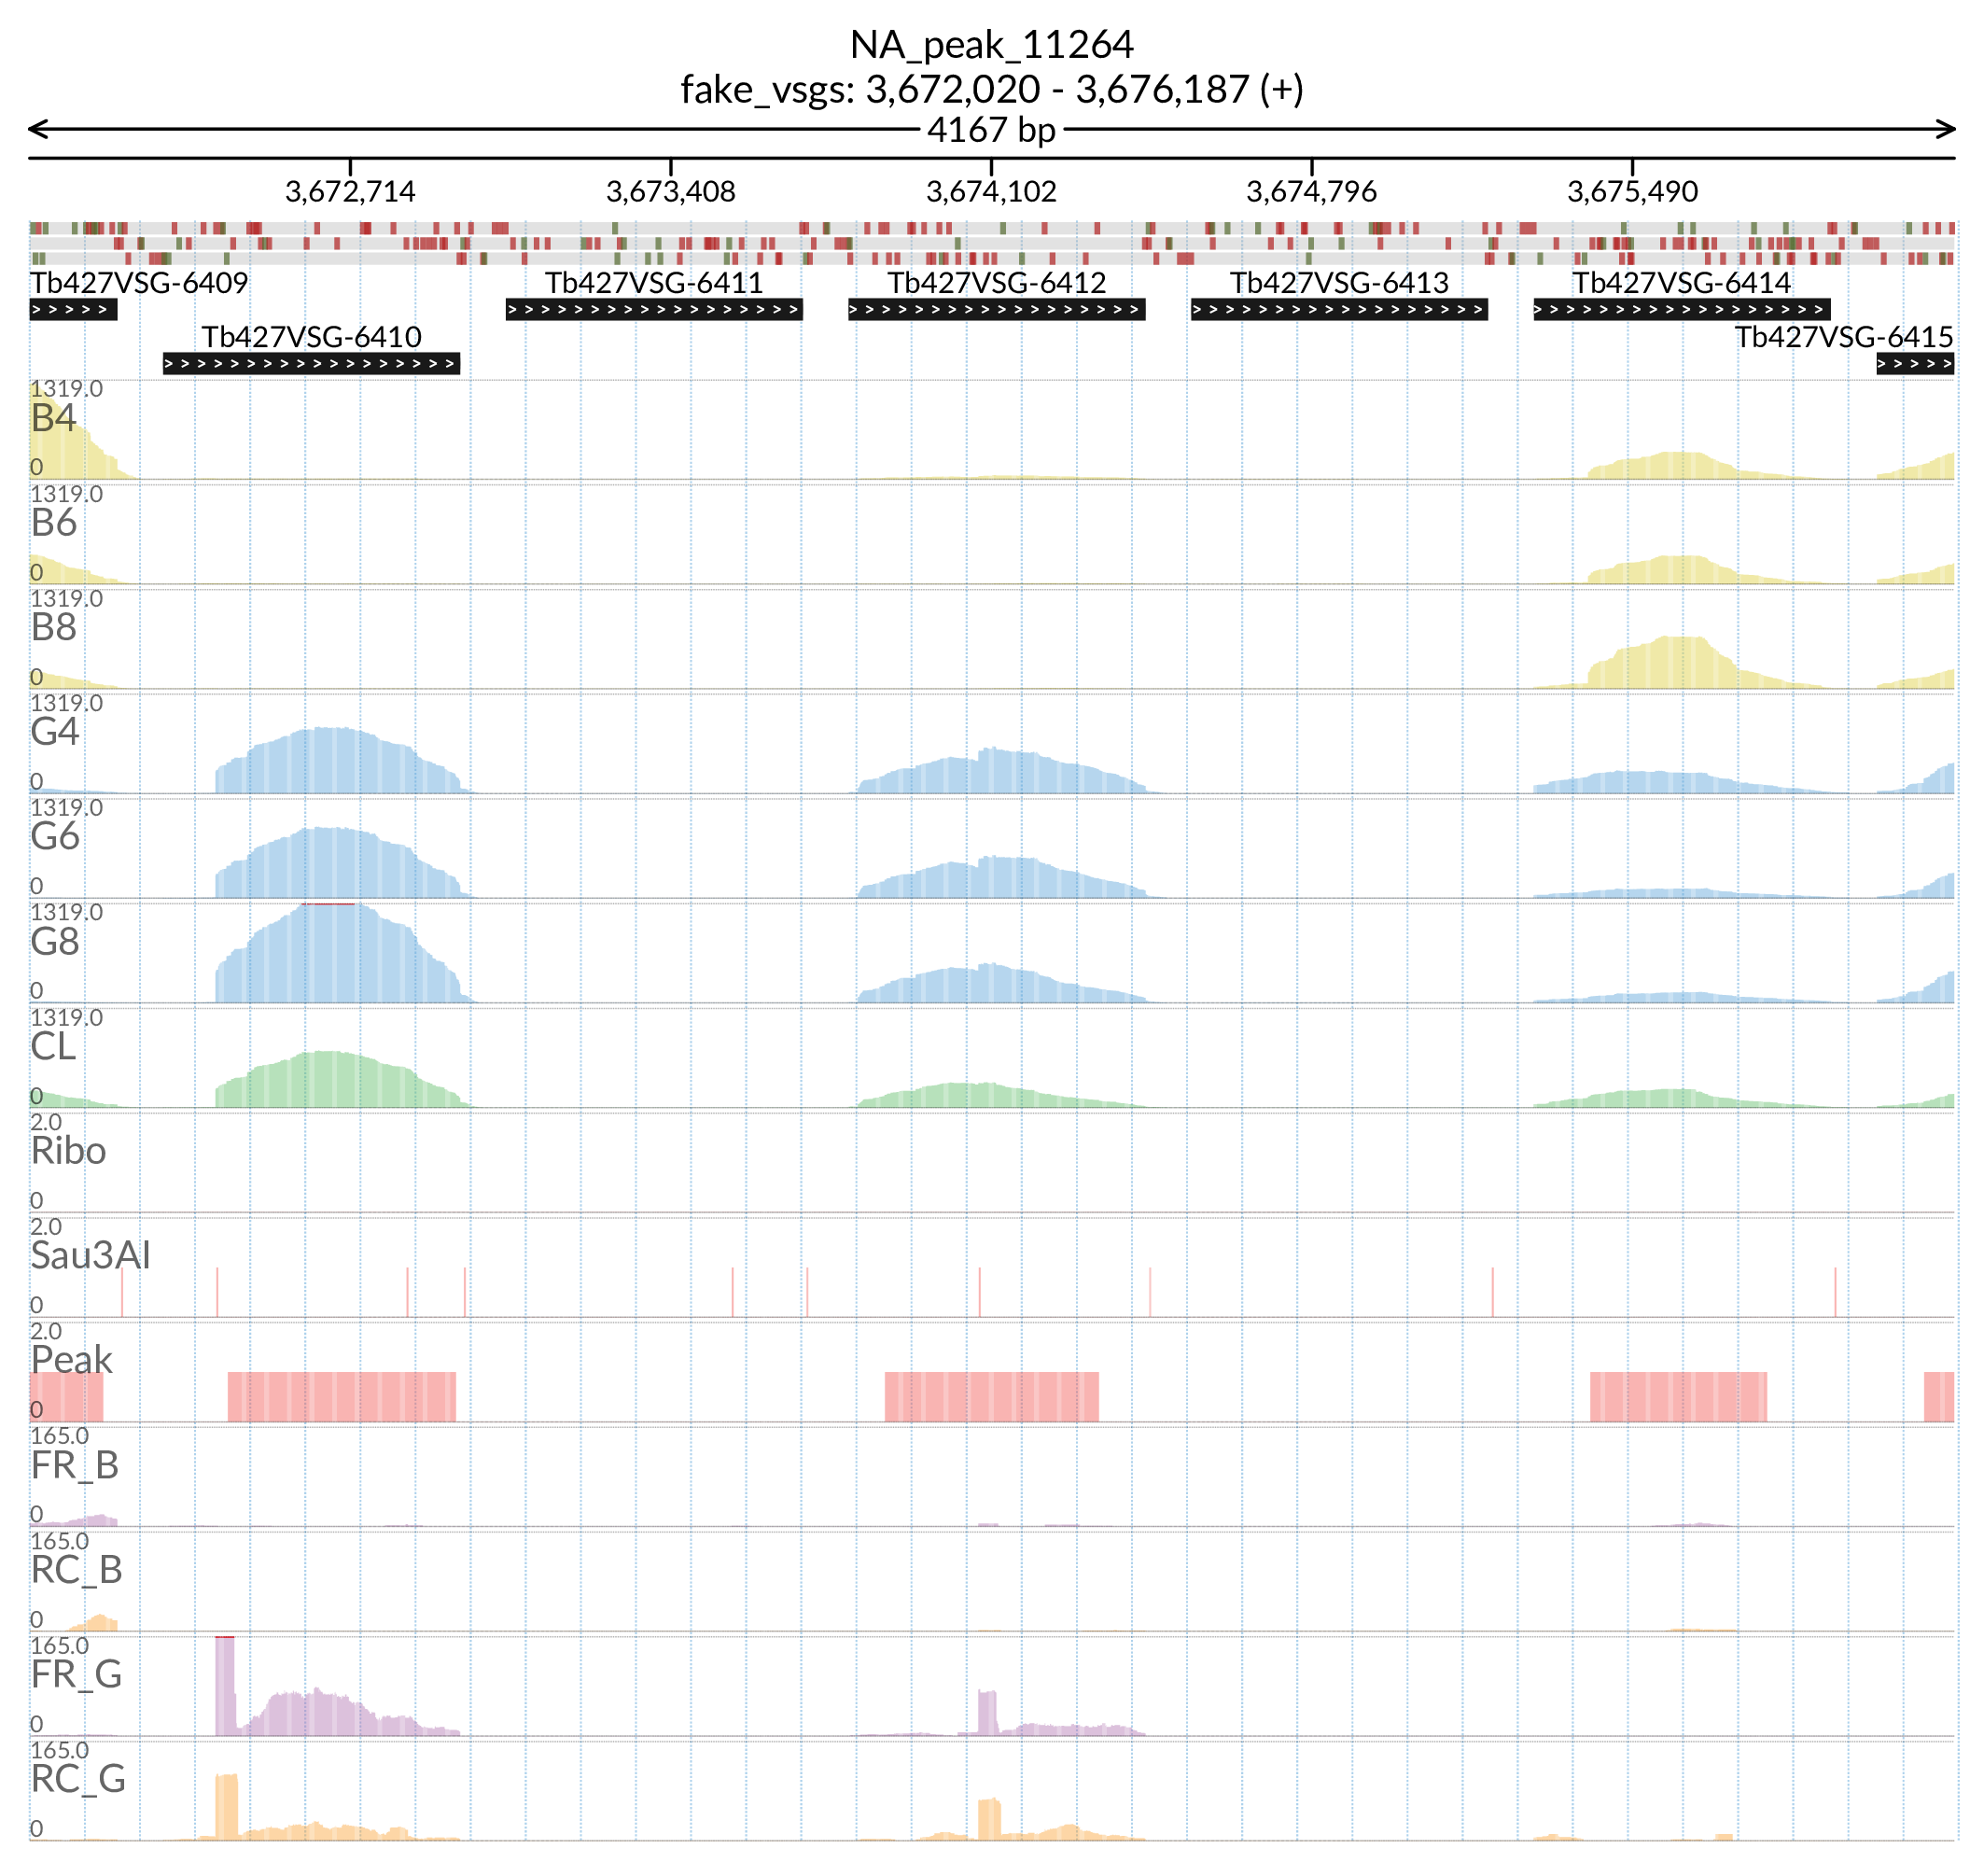 NA_peak_11264
fake_vsgs: 3,672,020 - 3,676,187 (+)
4167 bp
3,672,714 3,673,408 3,674,102 3,674,796 3,675,490
Tb427VSG-6409 Tb427VSG-6411 Tb427VSG-6412 Tb427VSG-6413 Tb427VSG-6414
Tb427VSG-6410 Tb427VSG-6415
1319.0
B4
0
1319.0
B6
0
1319.0
B8
0
1319.0
G4
0
1319.0
G6
0
1319.0
G8
0
1319.0
CL
0
2.0
Ribo
0
2.0
Sau3AI
0
2.0
Peak
0
165.0
FR_B
0
165.0
RC_B
0
165.0
FR_G
0
165.0
RC_G
0